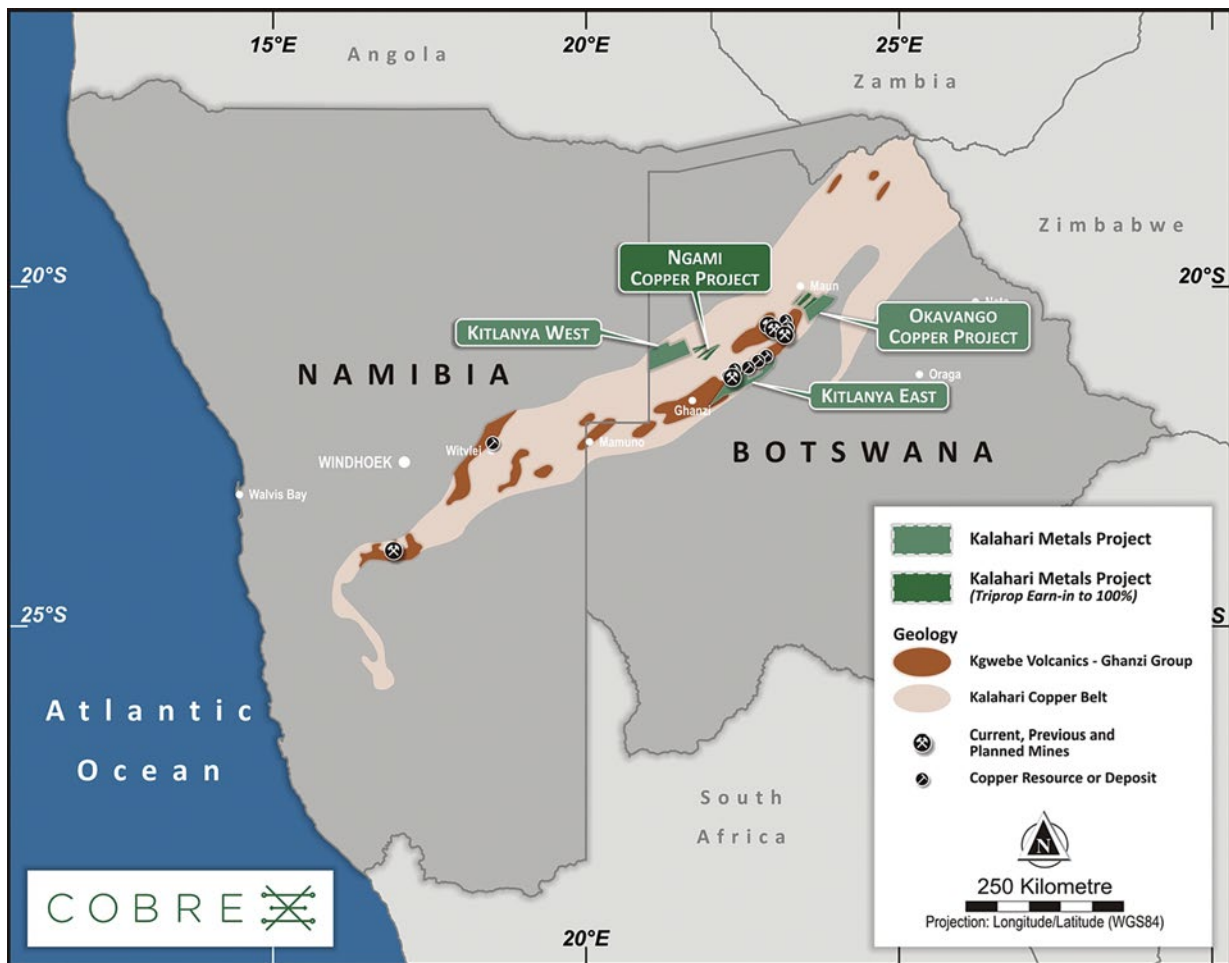 15°E
20°E
25°E
Angola
Zambia
Zimbabwe
20°S
20°S
NGAMI
COPPER PROJECT
Maun
OKAVANGO
COPPER PROJECT
KITLANYA WEST
NAMIBIA
Oraga
KITLANYA EAST
Ghanzi
BOTSWANA
Mamuno
Witvlei
WINDHOEK
Walvis Bay
25°S
S
Atlantic
Ocean
South
Africa
20°E
Kalahari Metals Project
Kalahari Metals Project
(Triprop Earn-in to 100%)
Geology
Kgwebe Volcanics - Ghanzi Group
Kalahari Copper Belt
Current, Previous and
Planned Mines
Copper Resource or Deposit
N
250 Kilometre
Projection: Longitude/Latitude (WGS84)
COBRE